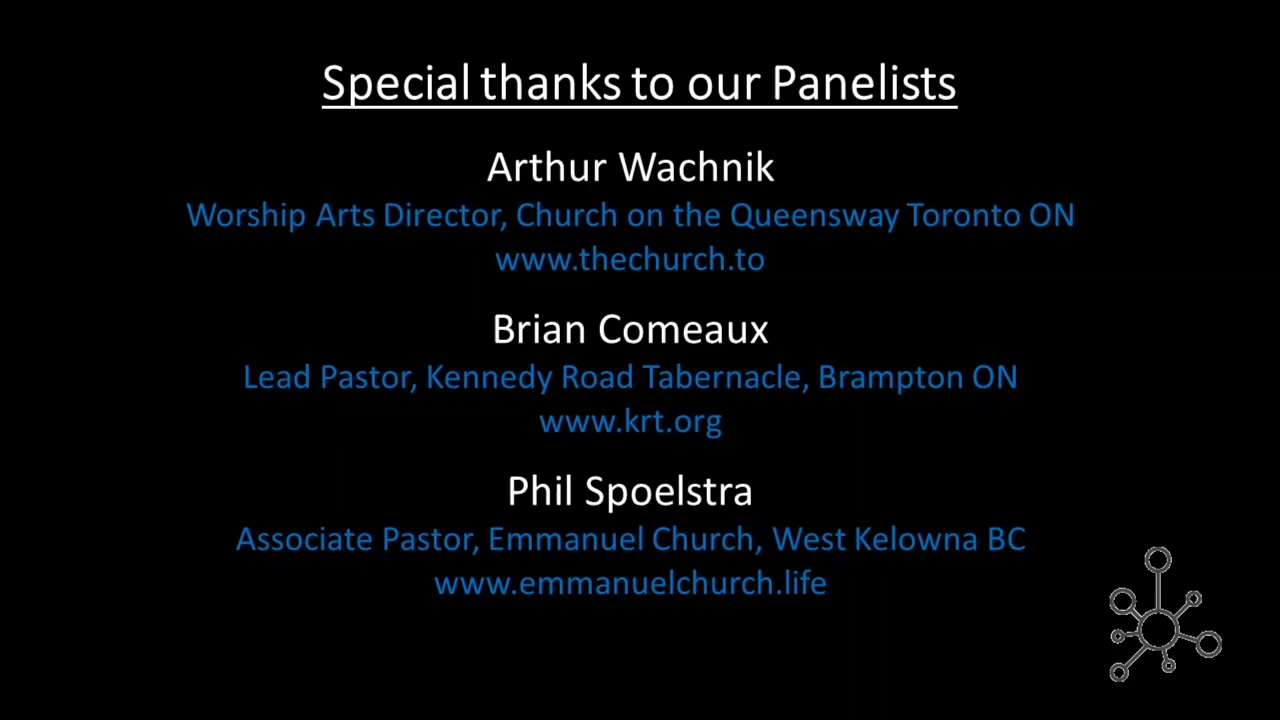 Special thanks to our Panelists
Arthur Wachnik
Worship Arts Director, Church on the Queensway Toronto ON
www.thechurch.to
Brian Comeaux
Lead Pastor, Kennedy Road Tabernacle, Brampton ON
www.krt.org
Phil Spoelstra
Associate Pastor, Emmanuel Church, West Kelowna BC
www.emmanuelchurch.life